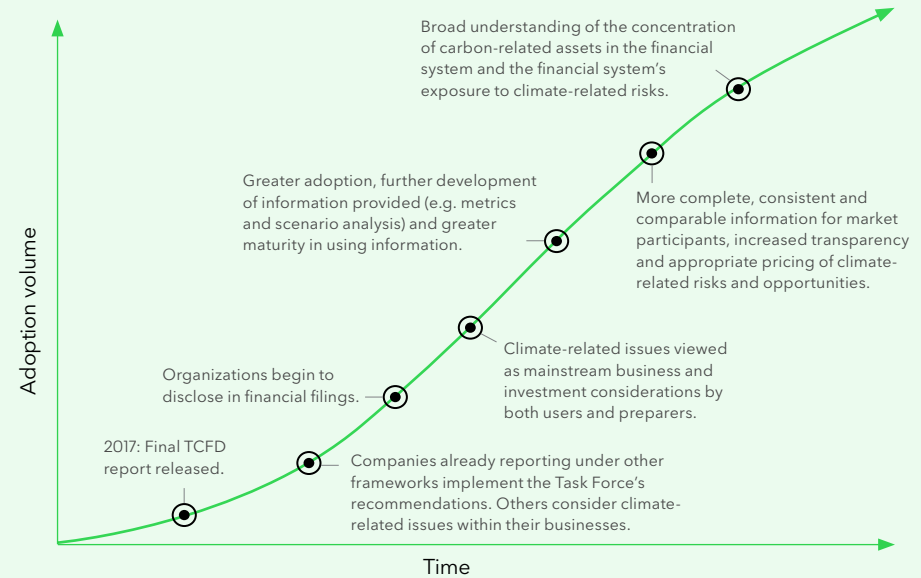 Broad understanding of the concentration
of carbon-related assets in the financial
system and the financial system's
exposure to climate-related risks.
Greater adoption, further development
of information provided (e.g. metrics
and scenario analysis) and greater
maturity in using information.
More complete, consistent and
comparable information for market
participants, increased transparency
and appropriate pricing of climate-
related risks and opportunities.
Adoption volume
Climate-related issues viewed
as mainstream business and
investment considerations by
both users and preparers.
Organizations begin to
disclose in financial filings.
2017: Final TCFD
report released.
Companies already reporting under other
frameworks implement the Task Force's
recommendations. Others consider climate-
related issues within their businesses.
Time